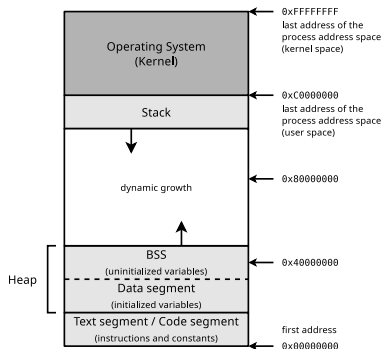 0xFFFFFFFF
last address of the
process address space
(kernel space)
Operating System
(Kernel)
0xC0000000
last address of the
process address space
(user space)
Stack
dynamic growth
0x80000000
BSS
(uninitialized variables)
0x40000000
Heap
Data segment
(initialized variables)
Text segment / Code segment
(instructions and constants)
first address
0x00000000